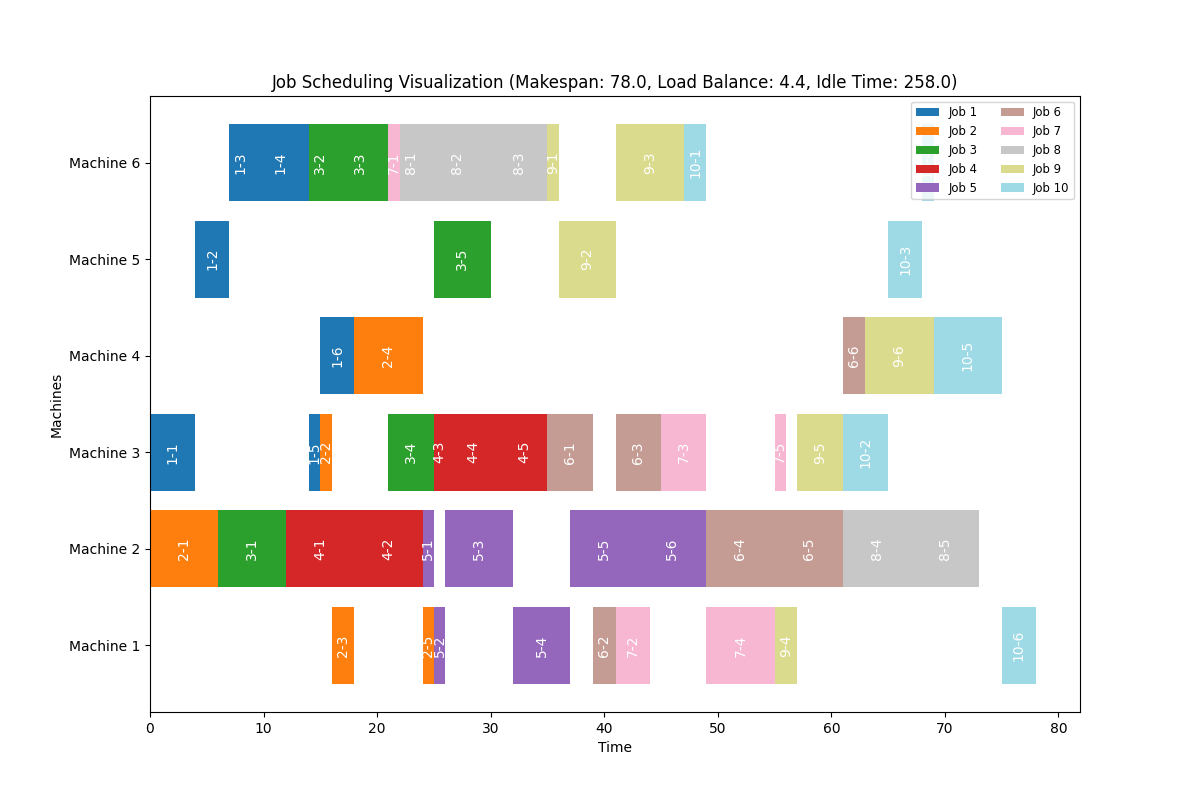 Job Scheduling Visualization (Makespan: 78.0, Load Balance: 4.4, Idle Time: 258.0)
Job 1 Job 6
Job 2 Job 7
Job 3 Job 8
Job 4 Job 9
Job 5 Job 10
Machine 6 1-3 1-4 3-2 3-3 7-1 8-1 8-2 8-3 9-1 9-3 10-1
Machine 5 1-2 3-5 9-2 10-3
Machine 4 1-6 2-4 6-6 9-6 10-5
Machine 3 1-1 1-5 2-2 3-4 4-3 4-4 4-5 6-1 6-3 7-3 7-5 9-5 10-2
Machine 2 2-1 3-1 4-1 4-2 5-1 5-3 5-5 5-6 6-4 6-5 8-4 8-5
Machine 1 2-3 2-5 5-2 5-4 6-2 7-2 7-4 9-4 10-6
Machines
0 10 20 30 40 50 60 70 80
Time